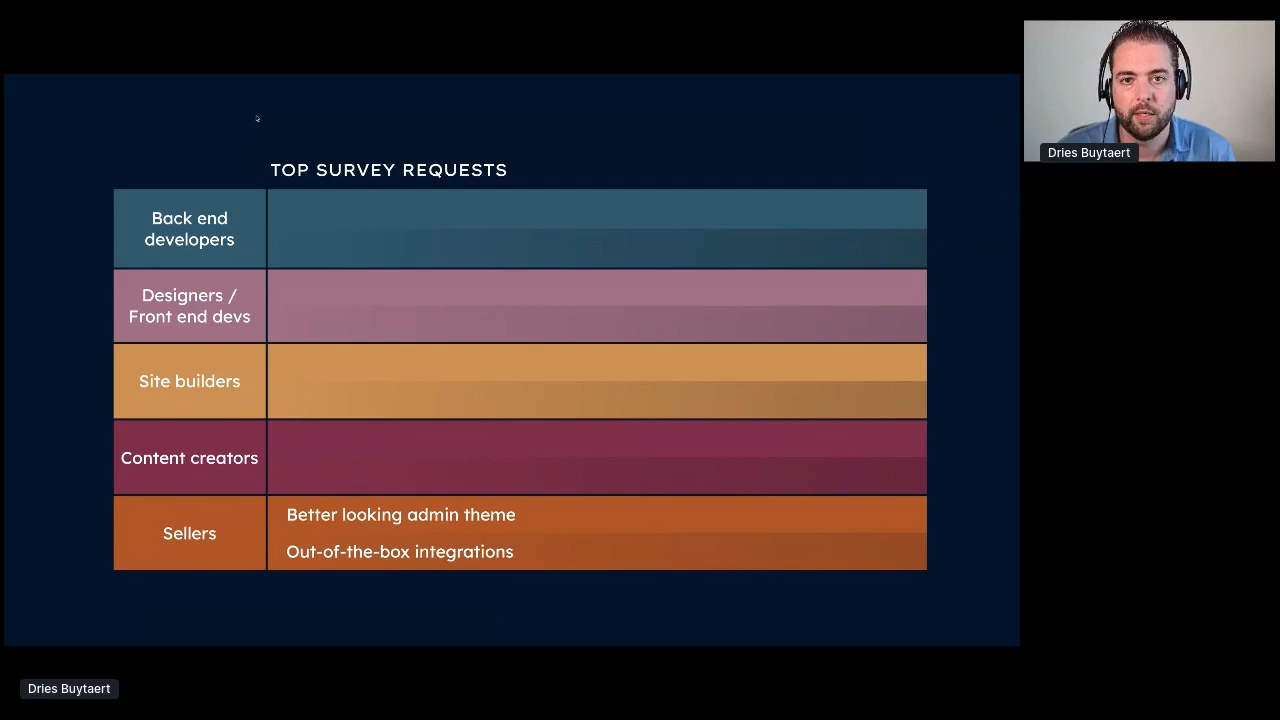 TOP SURVEY REQUESTS
Back end
developers
Designers /
Front end devs
Site builders
Content creators
Sellers
Better looking admin theme
Out-of-the-box integrations
Dries Buytaert
Dries Buytaert